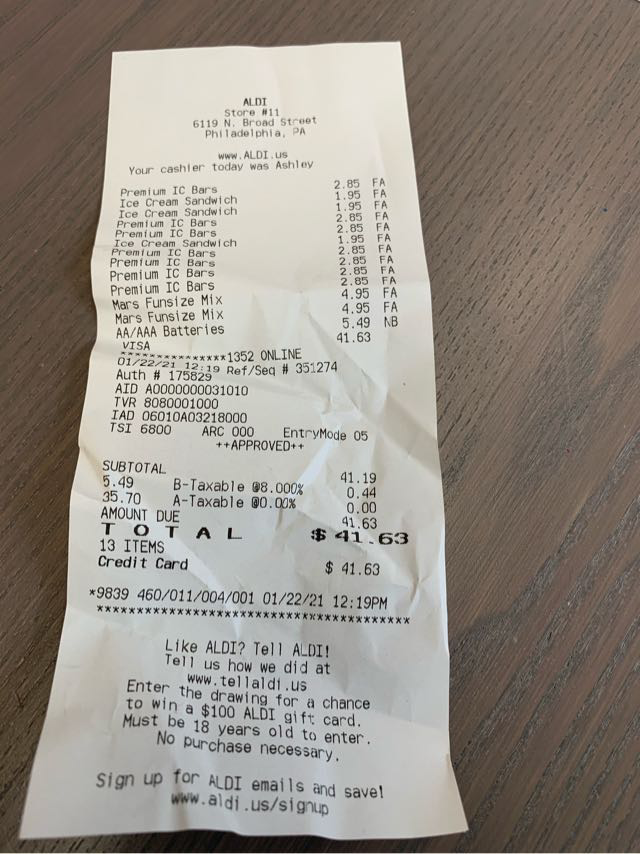 ALDI
Store #11
6119 N. Broad Street
Philadelphia, PA
www.ALDI.us
Your cashier today was Ashley
Premium IC Bars 2.85 FA
Ice Cream Sandwich 1.95 FA
Ice Cream Sandwich 1.95 FA
Premium IC Bars 2.85 FA
Premium IC Bars 2.85 FA
Ice Cream Sandwich 1.95 FA
Premium IC Bars 2.85 FA
Premium IC Bars 2.85 FA
Premium IC Bars 2.85 FA
Premium IC Bars 2.85 FA
Mars Funsize Mix 4.95 FA
Mars Funsize Mix 4.95 FA
AA/AAA Batteries 5.49 NB
VISA 41.63
***************1352 ONLINE
01/22/21 12:19 Ref/Seq # 351274
Auth # 175829
AID A0000000031010
TVR 8080001000
IAD 06010A03218000
TSI 6800 ARC 000 EntryMode 05
++APPROVED++
SUBTOTAL 41.19
5.49 B-Taxable @8.000% 0.44
35.70 A-Taxable @0.00% 0.00
AMOUNT DUE 41.63
TOTAL $ 41.63
13 ITEMS
Credit Card $ 41.63
*9839 460/011/004/001 01/22/21 12:19PM
****************************************
Like ALDI? Tell ALDI!
Tell us how we did at
www.tellaldi.us
Enter the drawing for a chance
to win a $100 ALDI gift card.
Must be 18 years old to enter.
No purchase necessary.
Sign up for ALDI emails and save!
www.aldi.us/signup